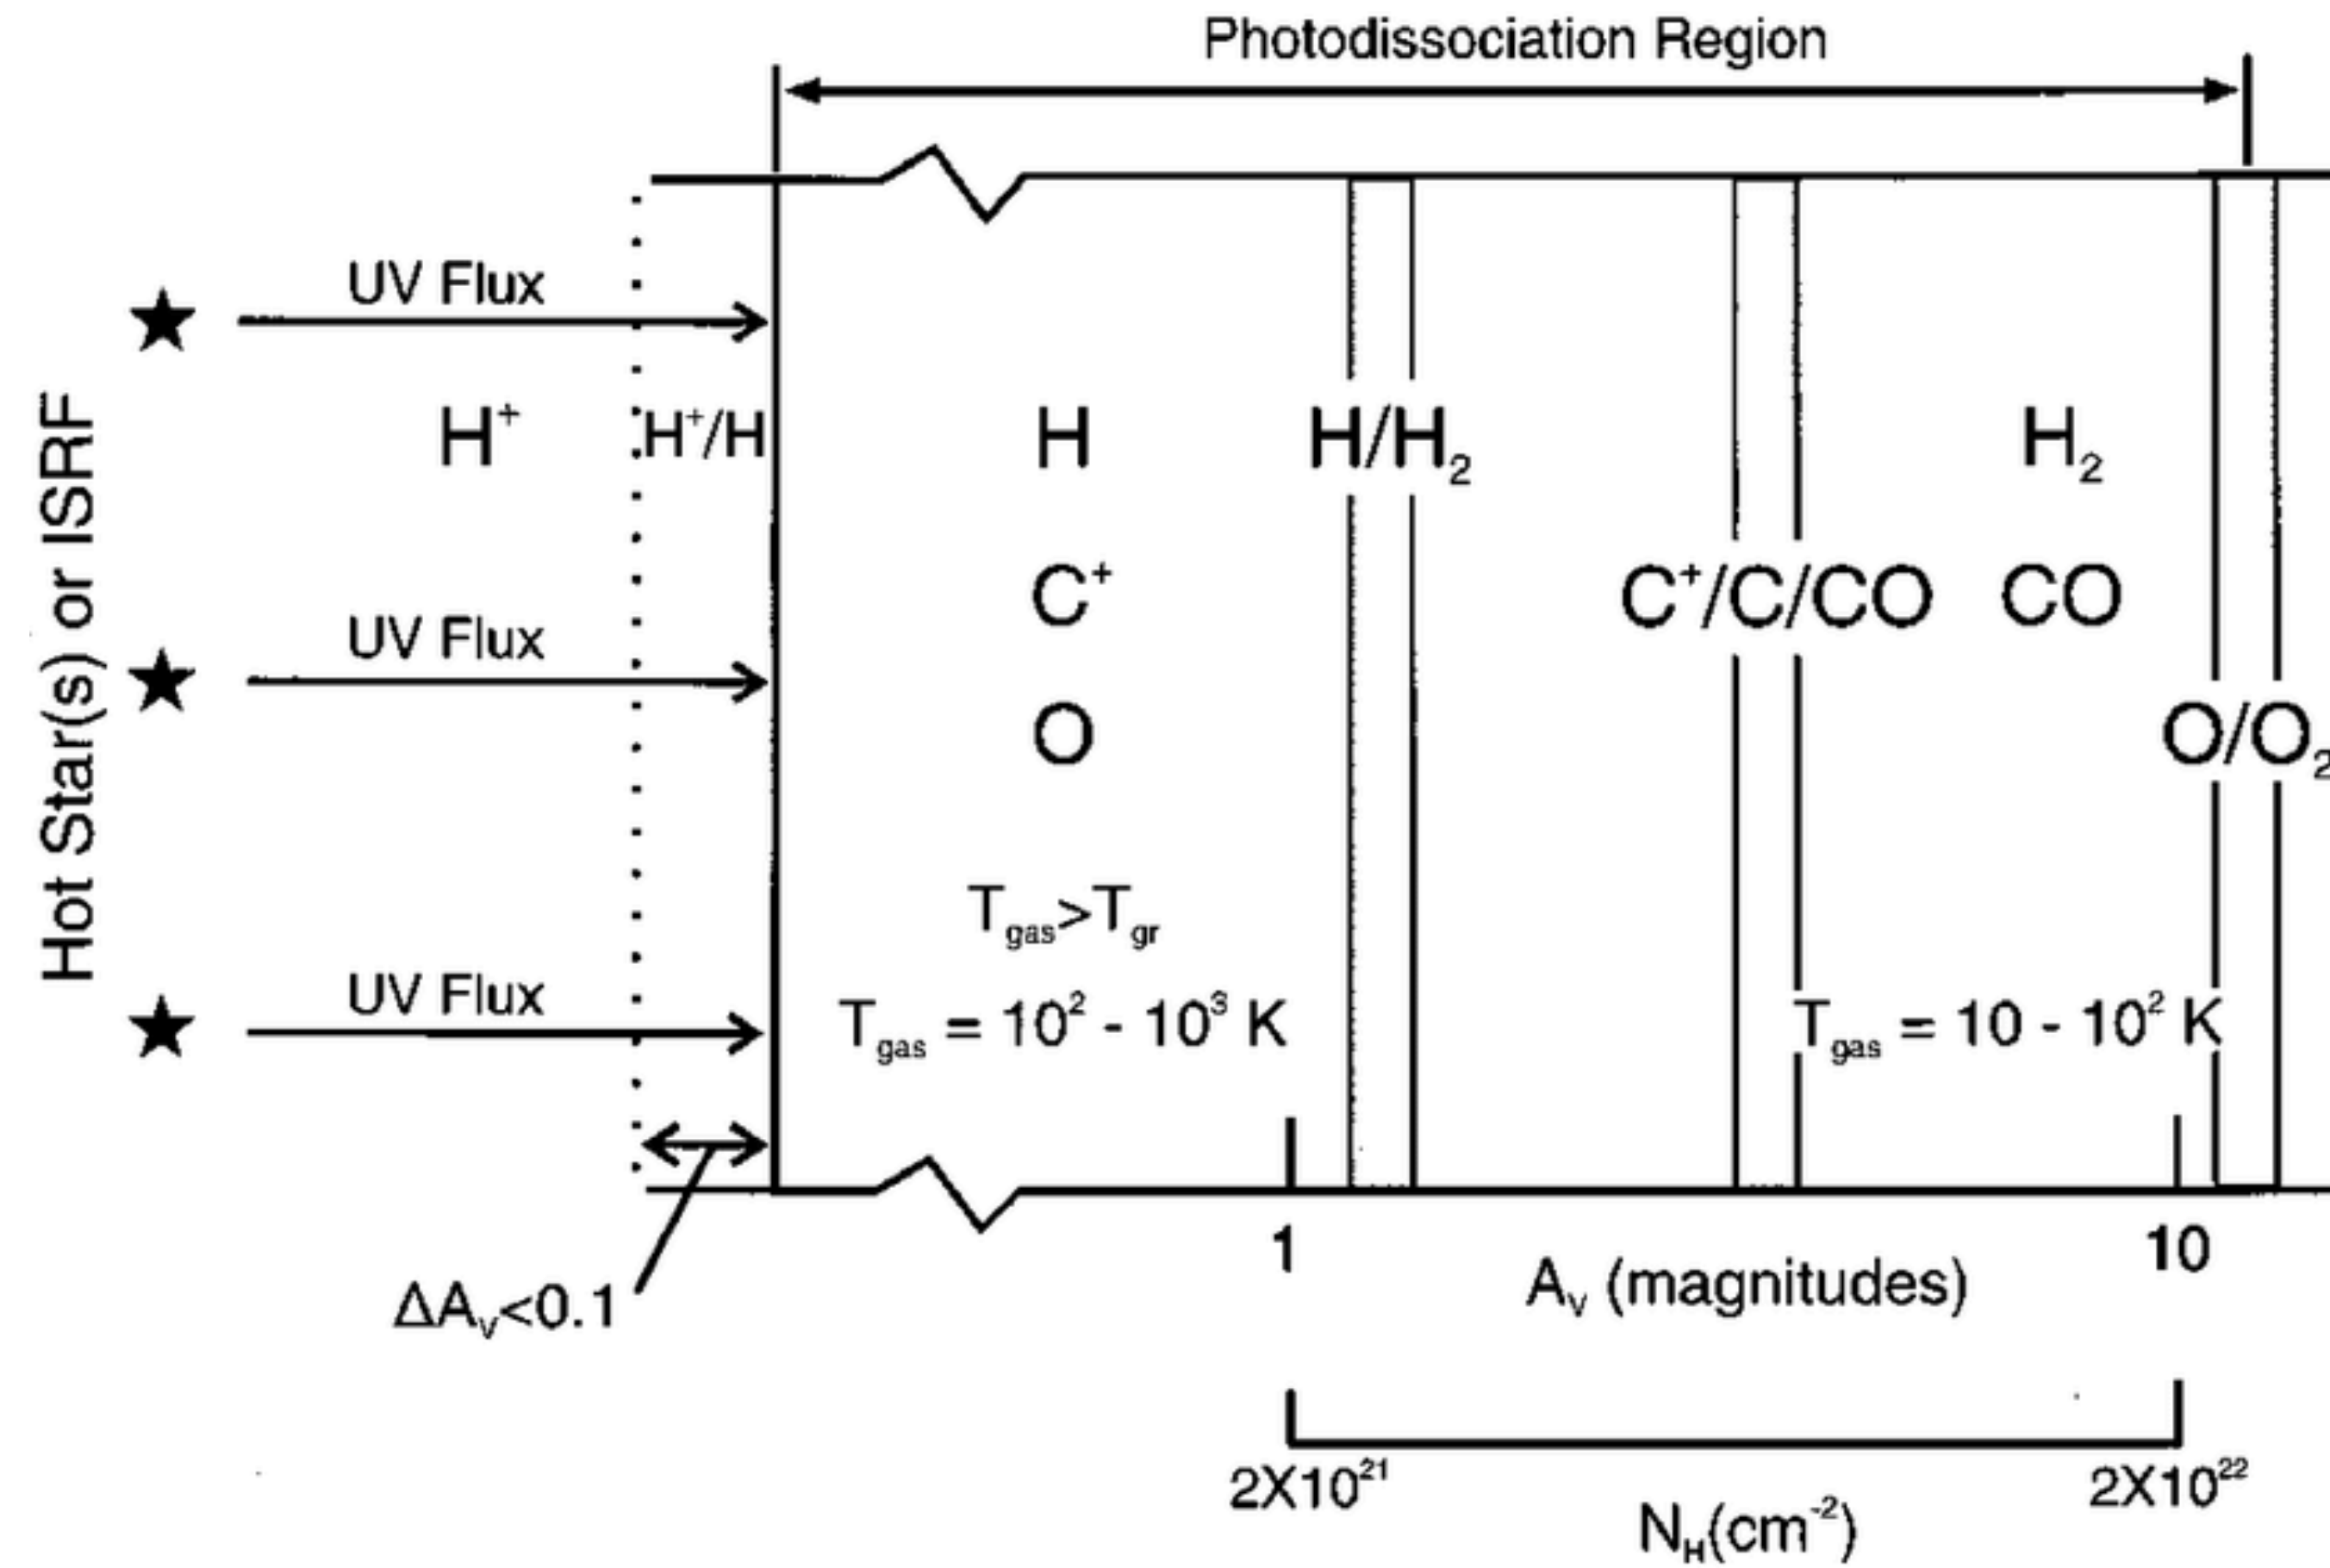 Photodissociation Region
Hot Star(s) or ISRF
UV Flux
H⁺ H⁺/H H H/H₂ H₂
C⁺ C⁺/C/CO CO
UV Flux
O O/O₂
T_gas>T_gr
UV Flux
T_gas = 10² - 10³ K T_gas = 10 - 10² K
1 10
A_v (magnitudes)
ΔA_v<0.1
2X10²¹ 2X10²²
N_H(cm⁻²)